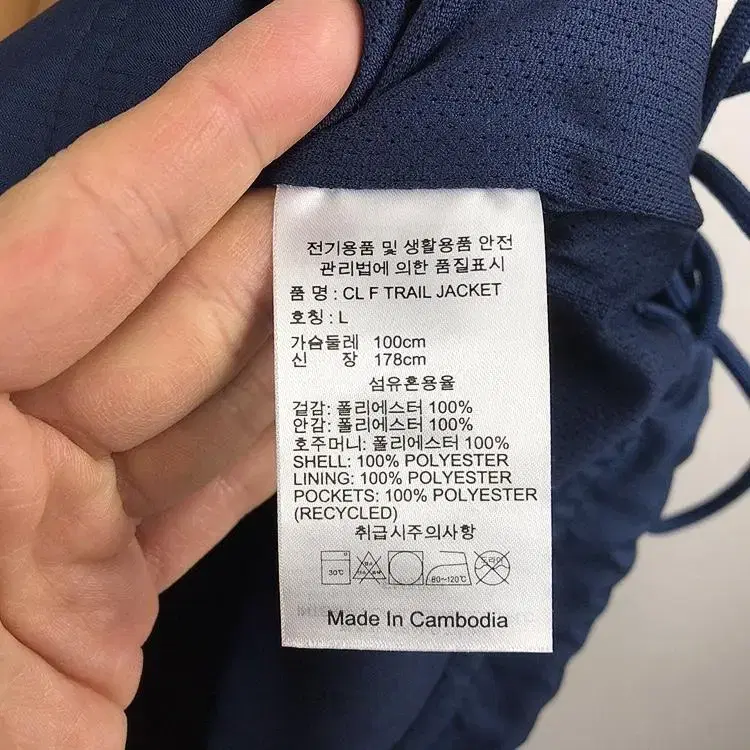 전기용품 및 생활용품 안전
관리법에 의한 품질표시
품 명 : CL F TRAIL JACKET
호칭 : L
가슴둘레 100cm
신 장 178cm
섬유혼용율
겉감: 폴리에스터 100%
안감: 폴리에스터 100%
호주머니: 폴리에스터 100%
SHELL: 100% POLYESTER
LINING: 100% POLYESTER
POCKETS: 100% POLYESTER
(RECYCLED)
취급시주의사항
30℃ 80~120℃ 드라이
Made In Cambodia